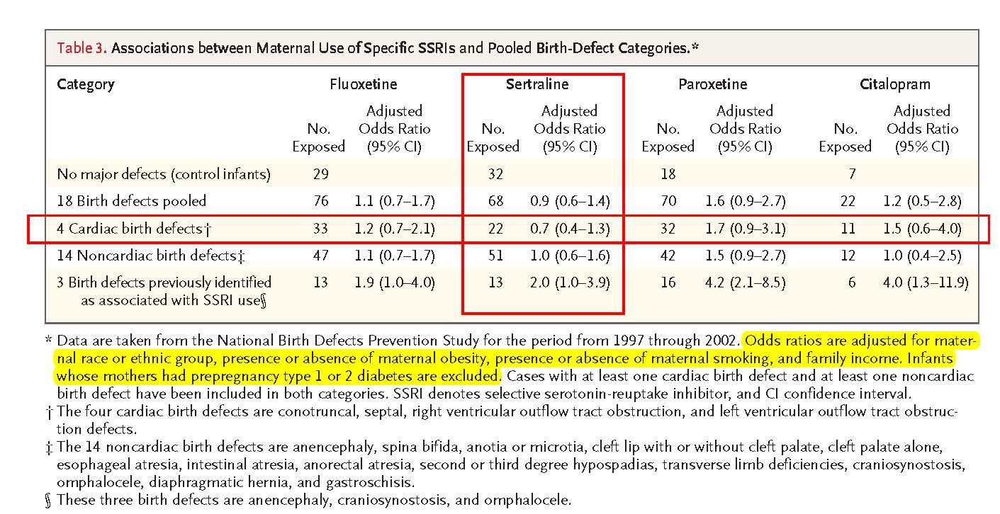 Table 3. Associations between Maternal Use of Specific SSRIs and Pooled Birth-Defect Categories.*
Category Fluoxetine Sertraline Paroxetine Citalopram
No. Exposed Adjusted Odds Ratio (95% CI) No. Exposed Adjusted Odds Ratio (95% CI) No. Exposed Adjusted Odds Ratio (95% CI) No. Exposed Adjusted Odds Ratio (95% CI)
No major defects (control infants) 29 32 18 7
18 Birth defects pooled 76 1.1 (0.7–1.7) 68 0.9 (0.6–1.4) 70 1.6 (0.9–2.7) 22 1.2 (0.5–2.8)
4 Cardiac birth defects† 33 1.2 (0.7–2.1) 22 0.7 (0.4–1.3) 32 1.7 (0.9–3.1) 11 1.5 (0.6–4.0)
14 Noncardiac birth defects‡ 47 1.1 (0.7–1.7) 51 1.0 (0.6–1.6) 42 1.5 (0.9–2.7) 12 1.0 (0.4–2.5)
3 Birth defects previously identified 13 1.9 (1.0–4.0) 13 2.0 (1.0–3.9) 16 4.2 (2.1–8.5) 6 4.0 (1.3–11.9)
as associated with SSRI use§
* Data are taken from the National Birth Defects Prevention Study for the period from 1997 through 2002. Odds ratios are adjusted for mater-
nal race or ethnic group, presence or absence of maternal obesity, presence or absence of maternal smoking, and family income. Infants
whose mothers had prepregnancy type 1 or 2 diabetes are excluded. Cases with at least one cardiac birth defect and at least one noncardiac
birth defect have been included in both categories. SSRI denotes selective serotonin-reuptake inhibitor, and CI confidence interval.
† The four cardiac birth defects are conotruncal, septal, right ventricular outflow tract obstruction, and left ventricular outflow tract obstruc-
tion defects.
‡ The 14 noncardiac birth defects are anencephaly, spina bifida, anotia or microtia, cleft lip with or without cleft palate, cleft palate alone,
esophageal atresia, intestinal atresia, anorectal atresia, second or third degree hypospadias, transverse limb deficiencies, craniosynostosis,
omphalocele, diaphragmatic hernia, and gastroschisis.
§ These three birth defects are anencephaly, craniosynostosis, and omphalocele.